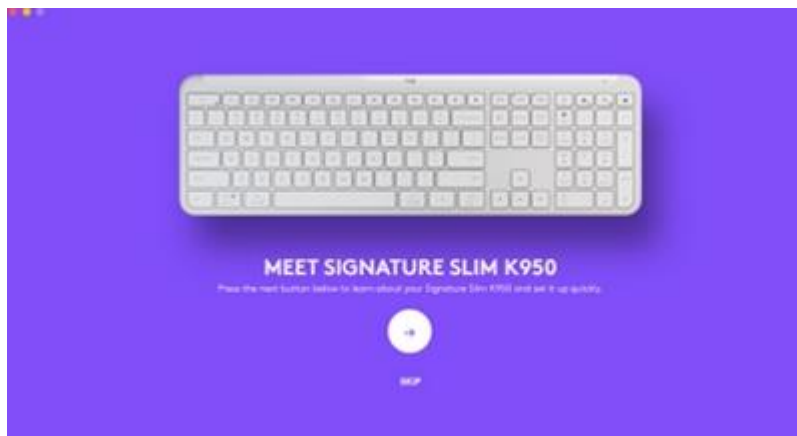 MEET SIGNATURE SLIM K950
Press the next button below to learn about your Signature Slim K950 and set it up quickly.
SKIP